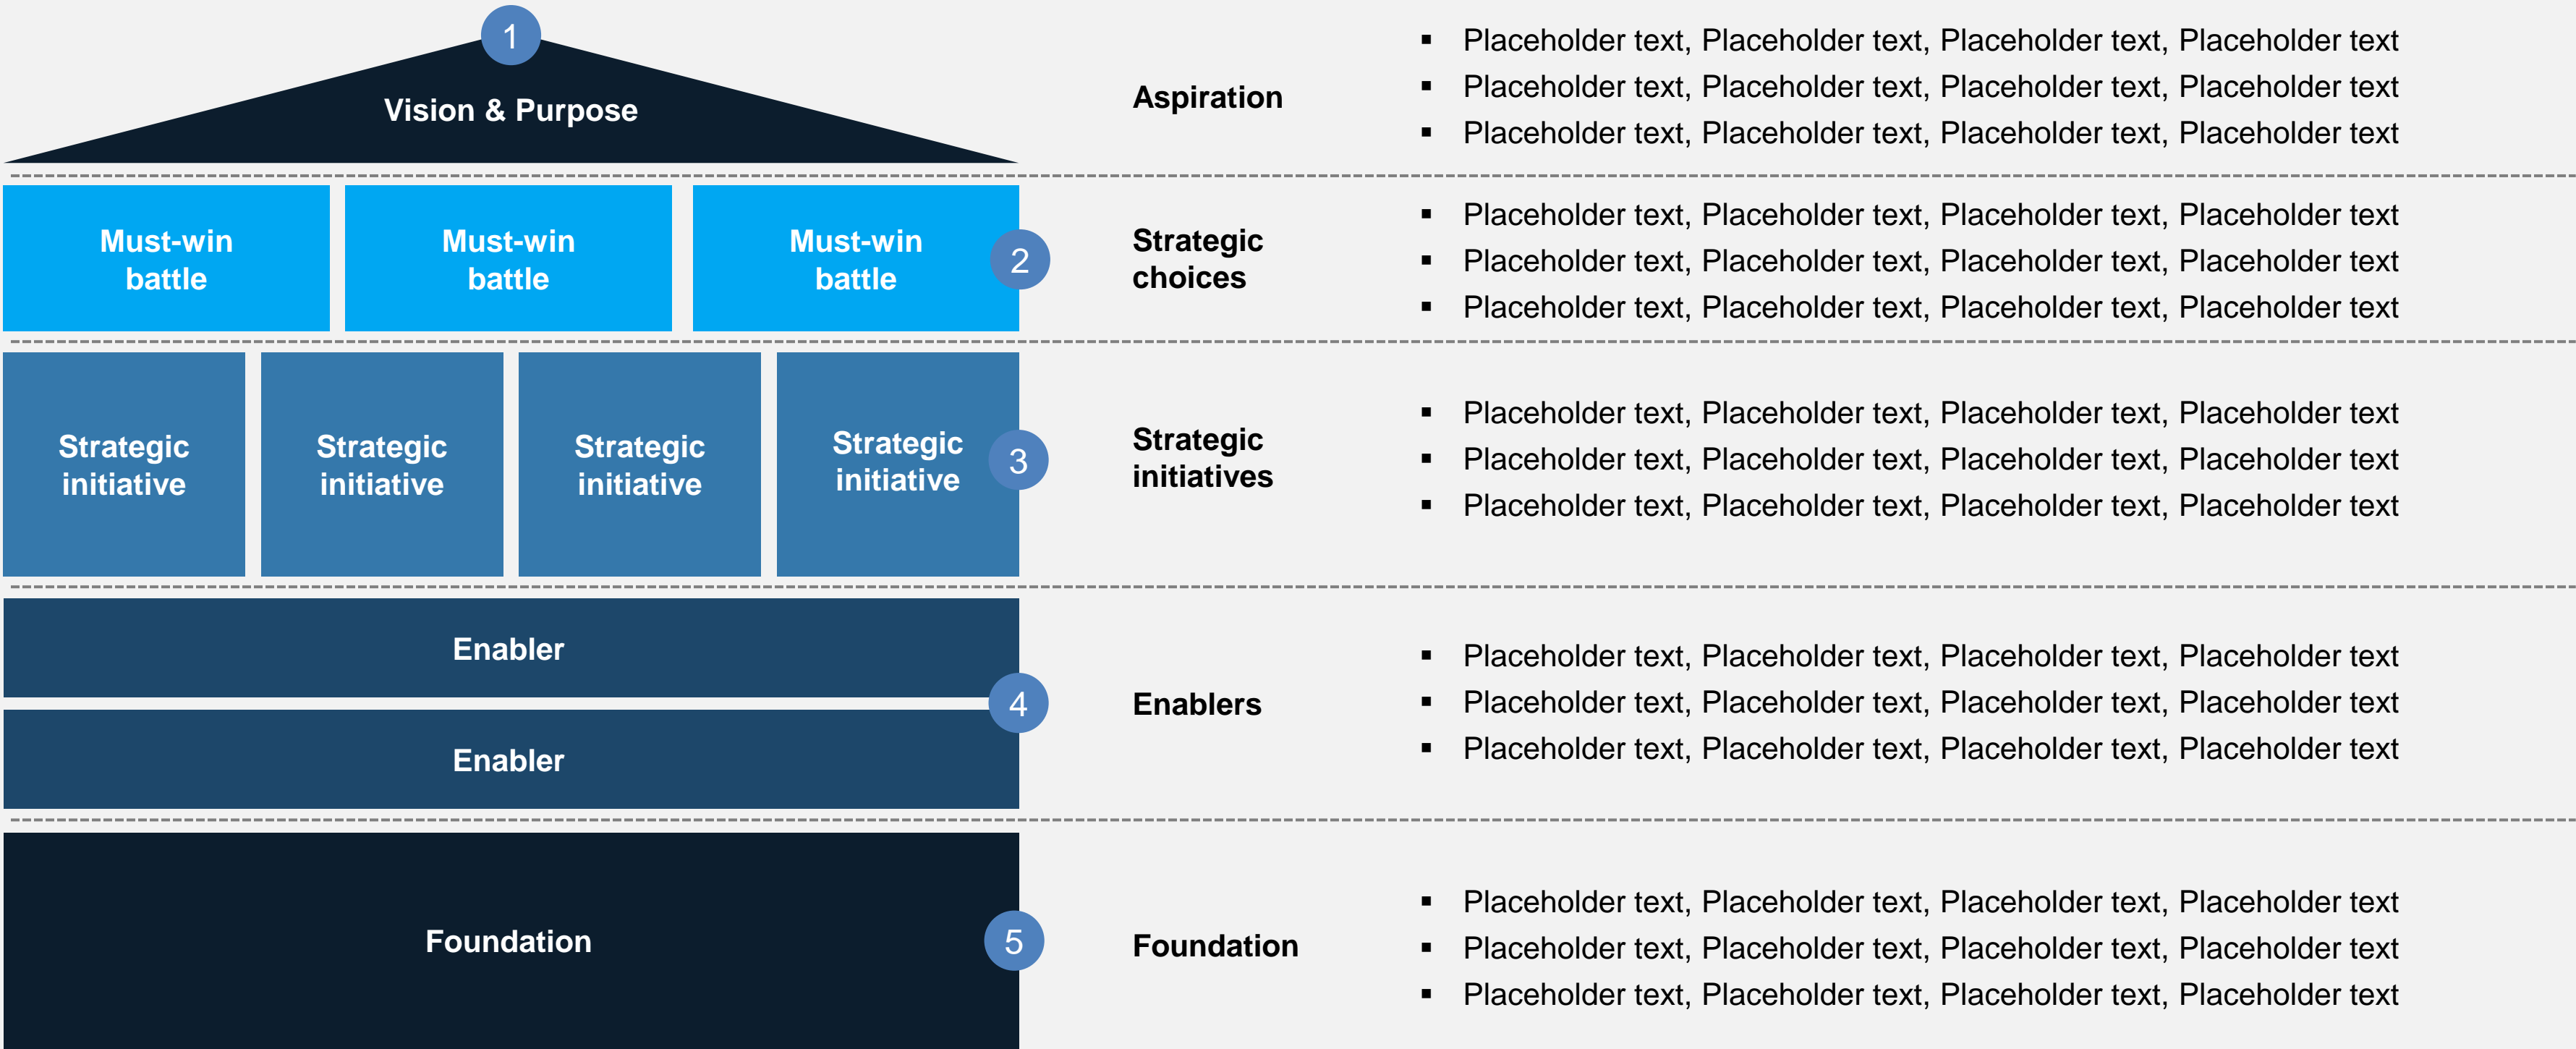 1
Vision & Purpose
Aspiration
▪ Placeholder text, Placeholder text, Placeholder text, Placeholder text
▪ Placeholder text, Placeholder text, Placeholder text, Placeholder text
▪ Placeholder text, Placeholder text, Placeholder text, Placeholder text
Must-win
battle
Must-win
battle
Must-win
battle
2
Strategic
choices
▪ Placeholder text, Placeholder text, Placeholder text, Placeholder text
▪ Placeholder text, Placeholder text, Placeholder text, Placeholder text
▪ Placeholder text, Placeholder text, Placeholder text, Placeholder text
Strategic
initiative
Strategic
initiative
Strategic
initiative
Strategic
initiative
3
Strategic
initiatives
▪ Placeholder text, Placeholder text, Placeholder text, Placeholder text
▪ Placeholder text, Placeholder text, Placeholder text, Placeholder text
▪ Placeholder text, Placeholder text, Placeholder text, Placeholder text
Enabler
Enabler
4
Enablers
▪ Placeholder text, Placeholder text, Placeholder text, Placeholder text
▪ Placeholder text, Placeholder text, Placeholder text, Placeholder text
▪ Placeholder text, Placeholder text, Placeholder text, Placeholder text
Foundation
5
Foundation
▪ Placeholder text, Placeholder text, Placeholder text, Placeholder text
▪ Placeholder text, Placeholder text, Placeholder text, Placeholder text
▪ Placeholder text, Placeholder text, Placeholder text, Placeholder text